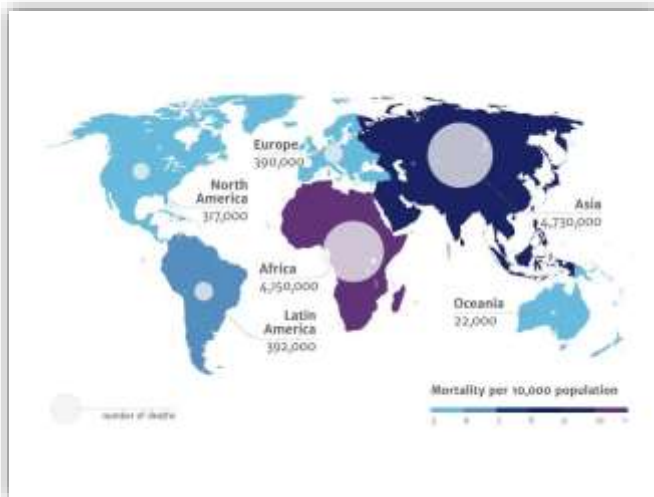 Europe
390,000
North
America
317,000
Asia
4,730,000
Africa
4,150,000
Oceania
22,000
Latin
America
392,000
Mortality per 10,000 population
number of deaths